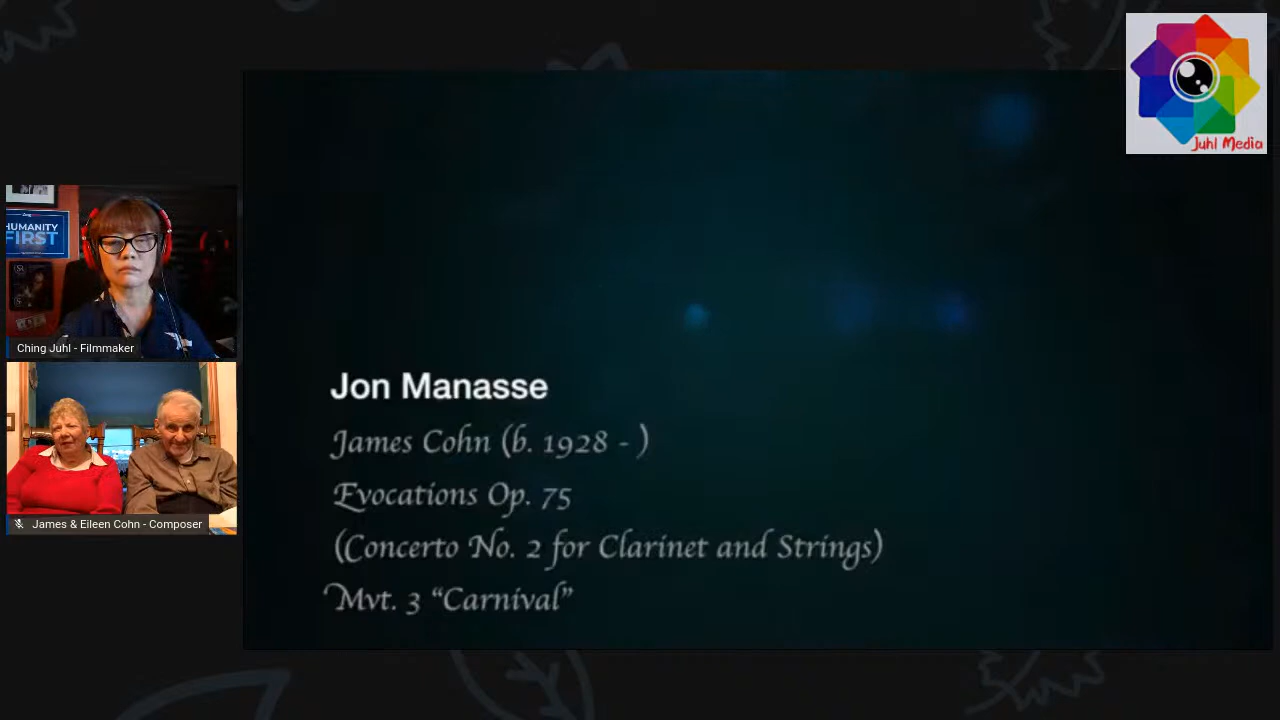 Juhl Media
HUMANITY
FIRST
Ching Juhl - Filmmaker
James & Eileen Cohn - Composer
Jon Manasse
James Cohn (b. 1928 - )
Evocations Op. 75
(Concerto No. 2 for Clarinet and Strings)
Mvt. 3 “Carnival”